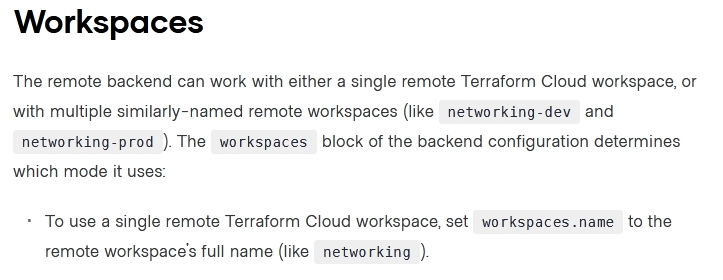 Workspaces
The remote backend can work with either a single remote Terraform Cloud workspace, or
with multiple similarly-named remote workspaces (like networking-dev and
networking-prod ). The workspaces block of the backend configuration determines
which mode it uses:
· To use a single remote Terraform Cloud workspace, set workspaces.name to the
remote workspace's full name (like networking ).